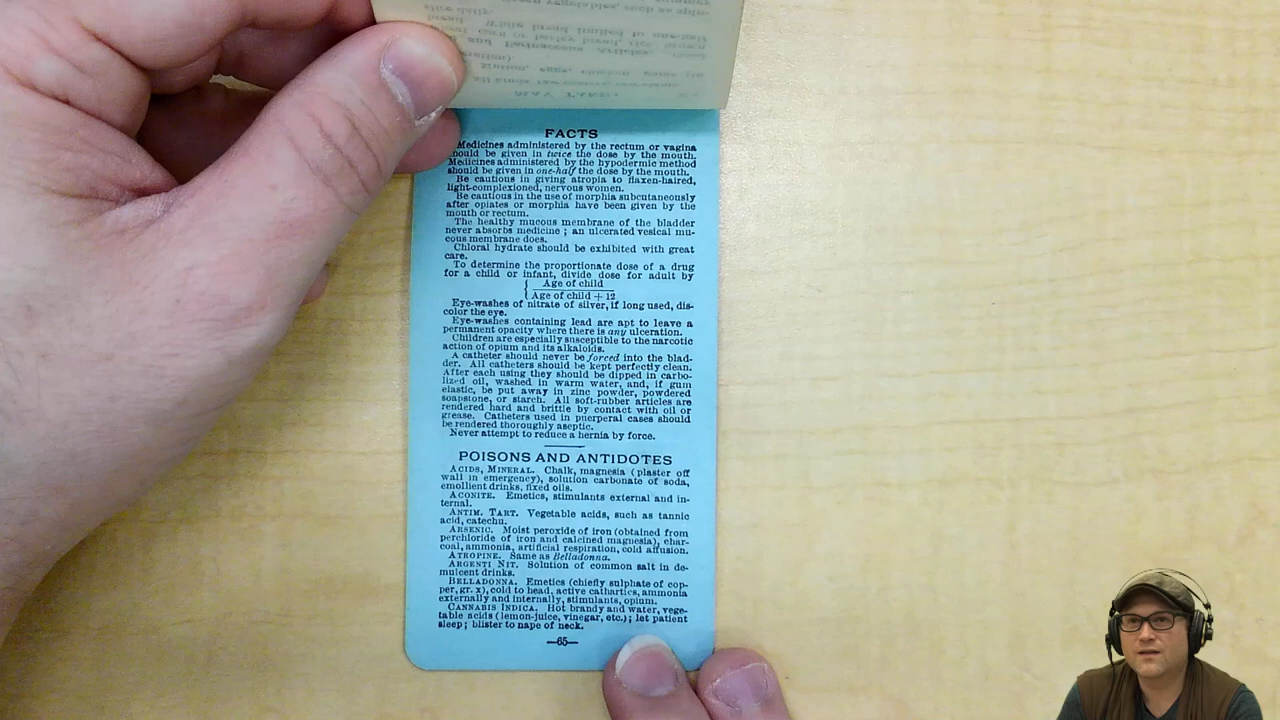 MAY TAKE:
FACTS
Medicines administered by the rectum or vagina
should be given in twice the dose by the mouth.
Medicines administered by the hypodermic method
should be given in one-half the dose by the mouth.
Be cautious in giving atropia to flaxen-haired,
light-complexioned, nervous women.
Be cautious in the use of morphia subcutaneously
after opiates or morphia have been given by the
mouth or rectum.
The healthy mucous membrane of the bladder
never absorbs medicine ; an ulcerated vesical mu-
cous membrane does.
Chloral hydrate should be exhibited with great
care.
To determine the proportionate dose of a drug
for a child or infant, divide dose for adult by
{ Age of child
Age of child + 12
Eye-washes of nitrate of silver, if long used, dis-
color the eye.
Eye-washes containing lead are apt to leave a
permanent opacity where there is any ulceration.
Children are especially susceptible to the narcotic
action of opium and its alkaloids.
A catheter should never be forced into the blad-
der. All catheters should be kept perfectly clean.
After each using they should be dipped in carbo-
lized oil, washed in warm water, and, if gum
elastic, be put away in zinc powder, powdered
soapstone, or starch. All soft-rubber articles are
rendered hard and brittle by contact with oil or
grease. Catheters used in puerperal cases should
be rendered thoroughly aseptic.
Never attempt to reduce a hernia by force.
POISONS AND ANTIDOTES
ACIDS, MINERAL. Chalk, magnesia (plaster off
wall in emergency), solution carbonate of soda,
emollient drinks, fixed oils.
ACONITE. Emetics, stimulants external and in-
ternal.
ANTIM. TART. Vegetable acids, such as tannic
acid, catechu.
ARSENIC. Moist peroxide of iron (obtained from
perchloride of iron and calcined magnesia), char-
coal, ammonia, artificial respiration, cold affusion.
ATROPINE. Same as Belladonna.
ARGENTI NIT. Solution of common salt in de-
mulcent drinks.
BELLADONNA. Emetics (chiefly sulphate of cop-
per, gr. x), cold to head, active cathartics, ammonia
externally and internally, stimulants, opium.
CANNABIS INDICA. Hot brandy and water, vege-
table acids (lemon-juice, vinegar, etc.); let patient
sleep; blister to nape of neck.
—65—